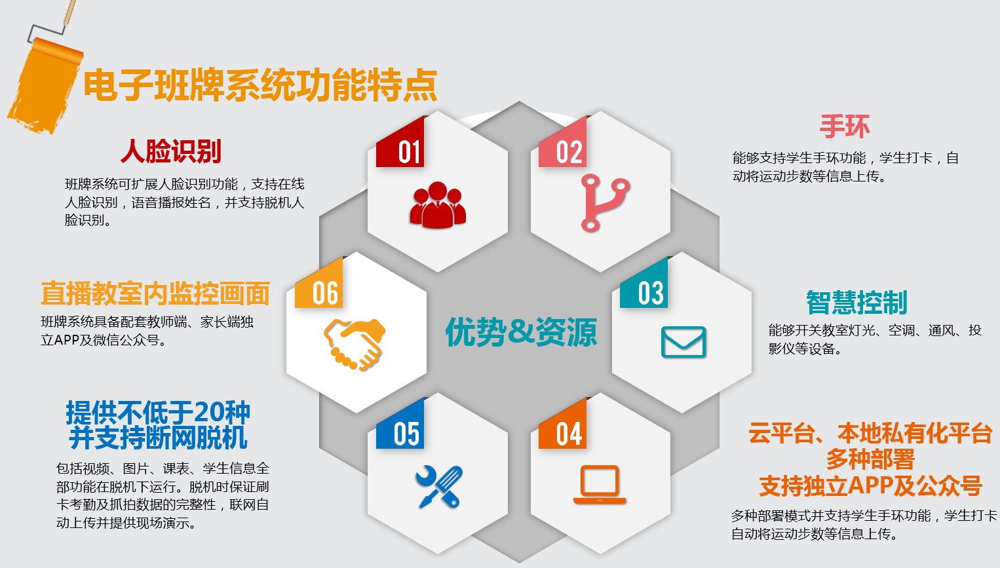 电子班牌系统功能特点
人脸识别
班牌系统可扩展人脸识别功能，支持在线
人脸识别，语音播报姓名，并支持脱机人
脸识别。
01
02
手环
能够支持学生手环功能，学生打卡，自
动将运动步数等信息上传。
直播教室内监控画面
班牌系统具备配套教师端、家长端独
立APP及微信公众号。
06
优势&资源
03
智慧控制
能够开关教室灯光、空调、通风、投
影仪等设备。
提供不低于20种
并支持断网脱机
包括视频、图片、课表、学生信息全
部功能在脱机下运行。脱机时保证刷
卡考勤及抓拍数据的完整性，联网自
动上传并提供现场演示。
05
04
云平台、本地私有化平台
多种部署
支持独立APP及公众号
多种部署模式并支持学生手环功能，学生打卡
自动将运动步数等信息上传。